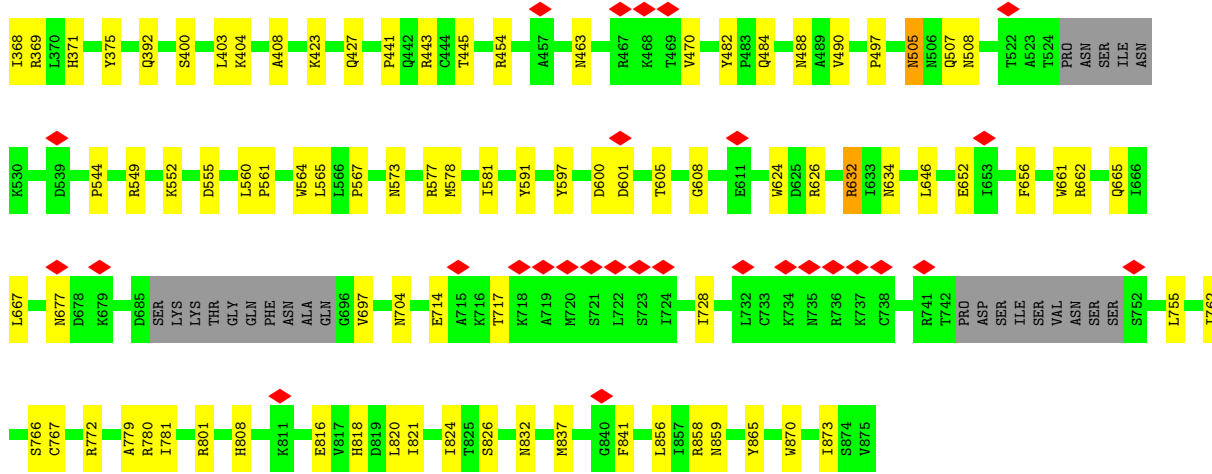 I368 R369 L370 H371 Y375 Q392 S400 L403 K404 A408 K423 Q427 P441 Q442 R443 C444 T445 R454 A457 N463 R467 K468 T469 V470 Y482 P483 Q484 N488 A489 V490 P497 N505 N506 Q507 N508 T522 A523 T524 PRO ASN SER ILE ASN
K530 D539 P544 R549 K552 D555 L560 P561 W564 L565 L566 P567 N573 R577 M578 I581 Y591 Y597 D600 D601 T605 G608 E611 W624 D625 R626 R632 I633 N634 L646 E652 I653 F656 W661 R662 Q665 I666
L667 N677 D678 K679 D685 SER LYS LYS THR GLY GLN PHE ASN ALA GLN G696 V697 N704 E714 A715 K716 T717 K718 A719 M720 S721 L722 S723 I724 I728 L732 C733 K734 N735 R736 K737 C738 R741 T742 PRO ASP SER ILE SER VAL ASN SER SER S752 L755
S766 C767 R772 A779 R780 I781 R801 H808 K811 E816 V817 H818 D819 L820 I821 I824 T825 S826 N832 M837 G840 F841 L856 I857 R858 N859 Y865 W870 I873 S874 V875